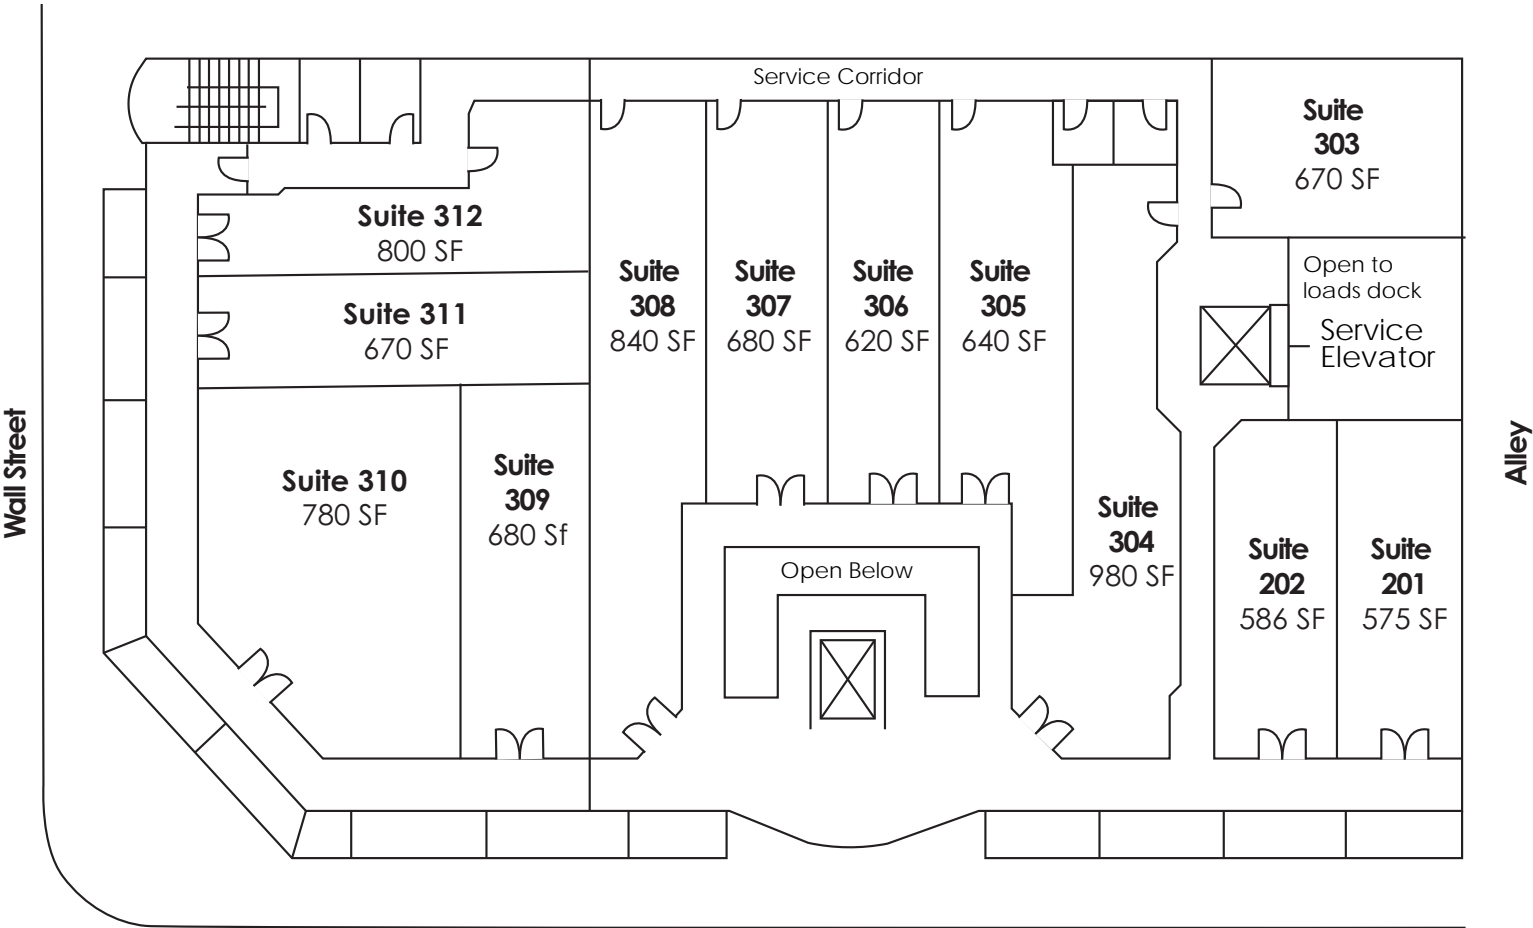 Service Corridor
Suite
303
670 SF
Suite 312
800 SF
Suite 311
670 SF
Suite
308
840 SF
Suite
307
680 SF
Suite
306
620 SF
Suite
305
640 SF
Open to
loads dock
Service
Elevator
Wall Street
Alley
Suite 310
780 SF
Suite
309
680 Sf
Suite
304
980 SF
Open Below
Suite
202
586 SF
Suite
201
575 SF